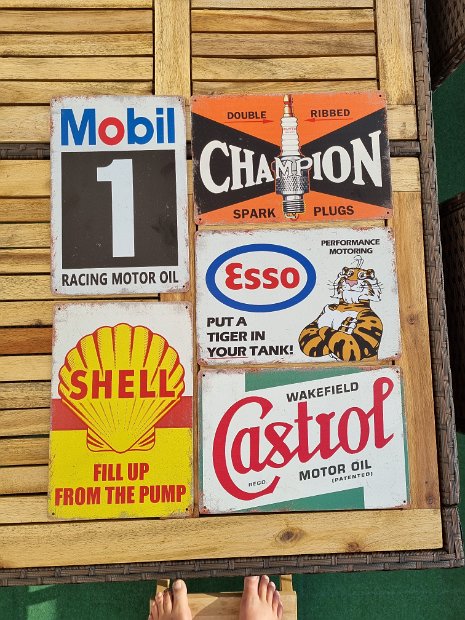 Mobil
1
RACING MOTOR OIL
DOUBLE RIBBED
CHAMPION
SPARK PLUGS
PERFORMANCE
MOTORING
Esso
PUT A
TIGER IN
YOUR TANK!
SHELL
FILL UP
FROM THE PUMP
WAKEFIELD
Castrol
REGD
MOTOR OIL
(PATENTED)